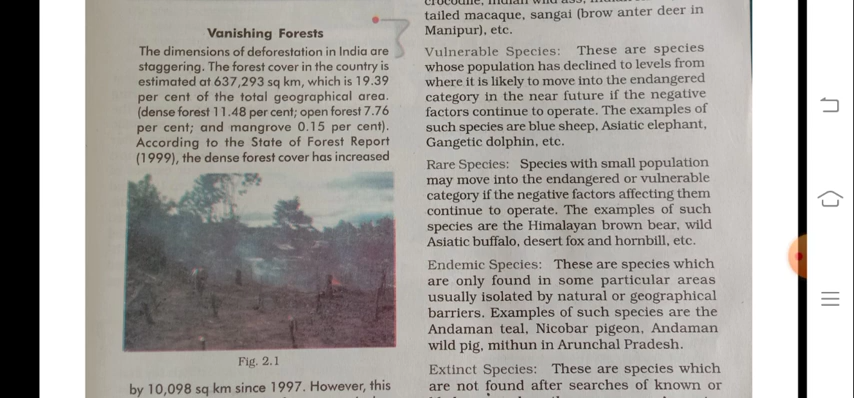 Vanishing Forests
The dimensions of deforestation in India are
staggering. The forest cover in the country is
estimated at 637,293 sq km, which is 19.39
per cent of the total geographical area.
(dense forest 11.48 per cent; open forest 7.76
per cent; and mangrove 0.15 per cent).
According to the State of Forest Report
(1999), the dense forest cover has increased
Fig. 2.1
by 10,098 sq km since 1997. However, this
tailed macaque, sangai (brow anter deer in
Manipur), etc.
Vulnerable Species: These are species
whose population has declined to levels from
where it is likely to move into the endangered
category in the near future if the negative
factors continue to operate. The examples of
such species are blue sheep, Asiatic elephant,
Gangetic dolphin, etc.
Rare Species: Species with small population
may move into the endangered or vulnerable
category if the negative factors affecting them
continue to operate. The examples of such
species are the Himalayan brown bear, wild
Asiatic buffalo, desert fox and hornbill, etc.
Endemic Species: These are species which
are only found in some particular areas
usually isolated by natural or geographical
barriers. Examples of such species are the
Andaman teal, Nicobar pigeon, Andaman
wild pig, mithun in Arunchal Pradesh.
Extinct Species: These are species which
are not found after searches of known or